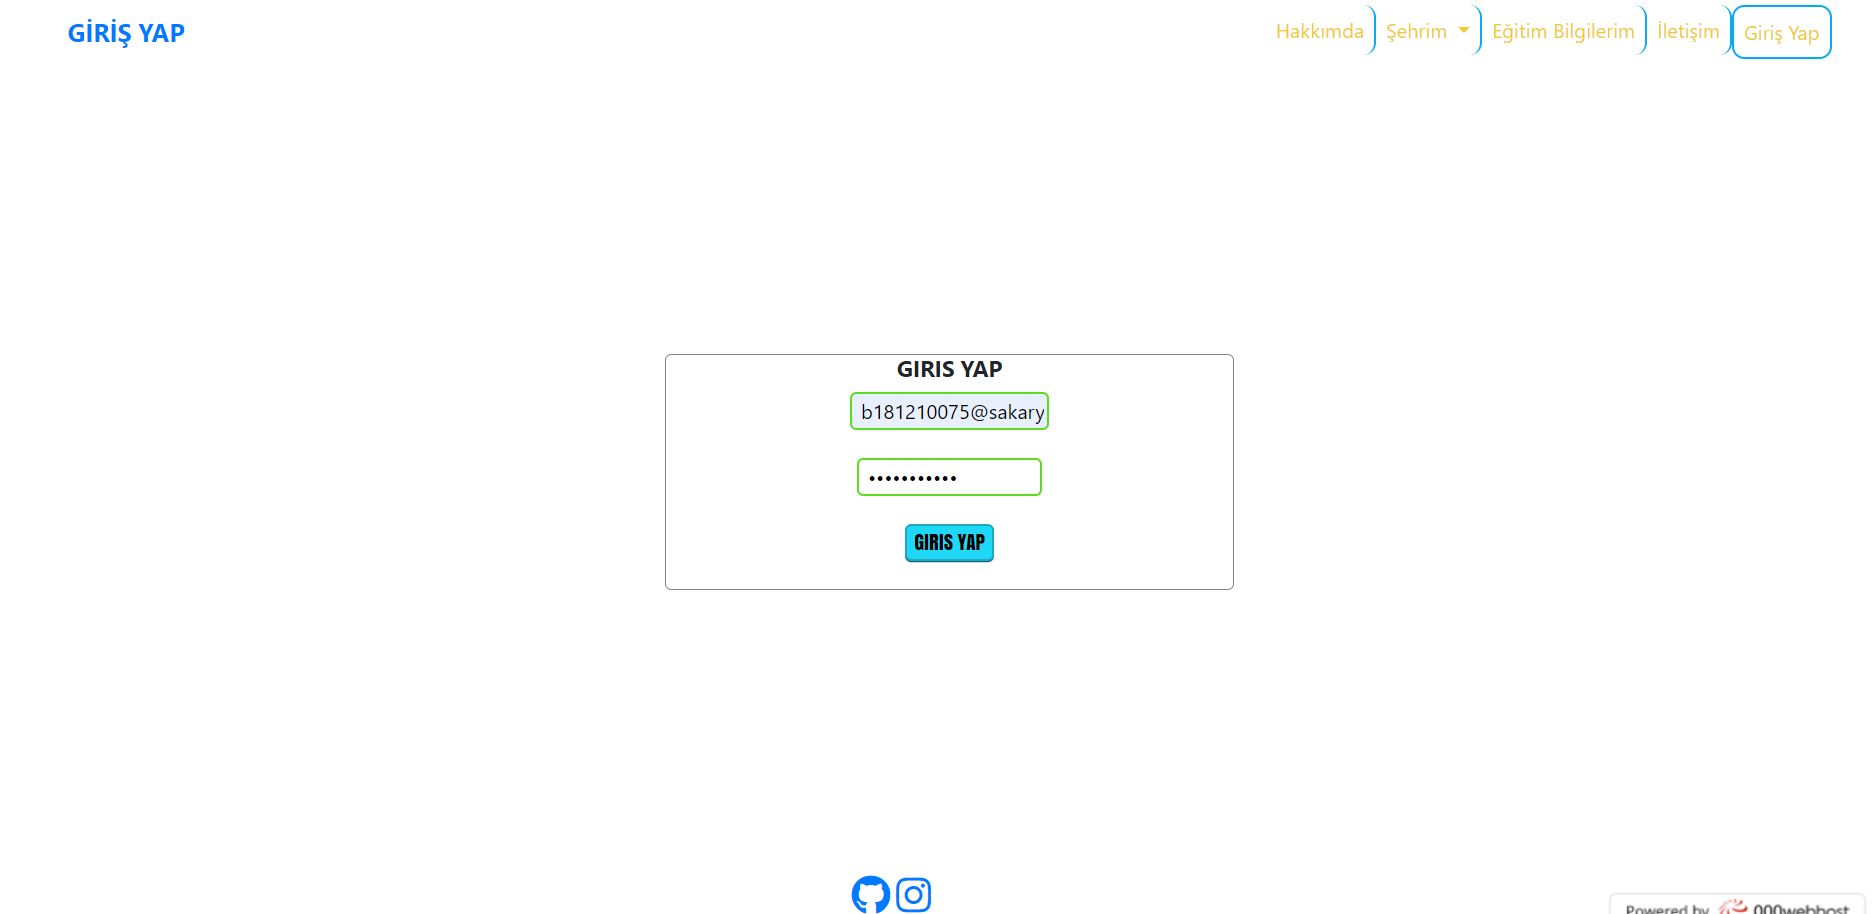 GİRİŞ YAP
Hakkımda Şehrim Eğitim Bilgilerim İletişim Giriş Yap
GIRIS YAP
b181210075@sakary
•••••••••••
GIRIS YAP
Powered by 000webhost